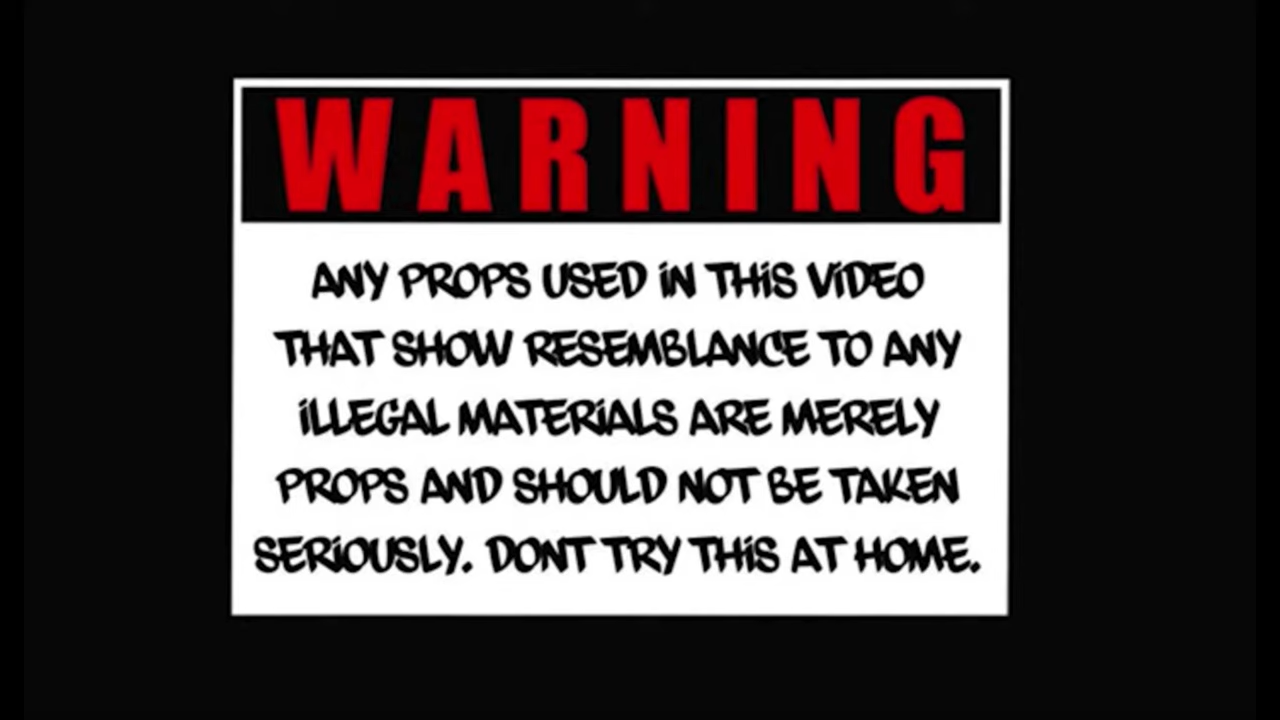 WARNING
ANY PROPS USED iN THiS ViDEO
THAT SHOW RESEMBLANCE TO ANY
iLLEGAL MATERiALS ARE MERELY
PROPS AND SHOULD NOT BE TAKEN
SERiOUSLY. DONT TRY THiS AT HOME.